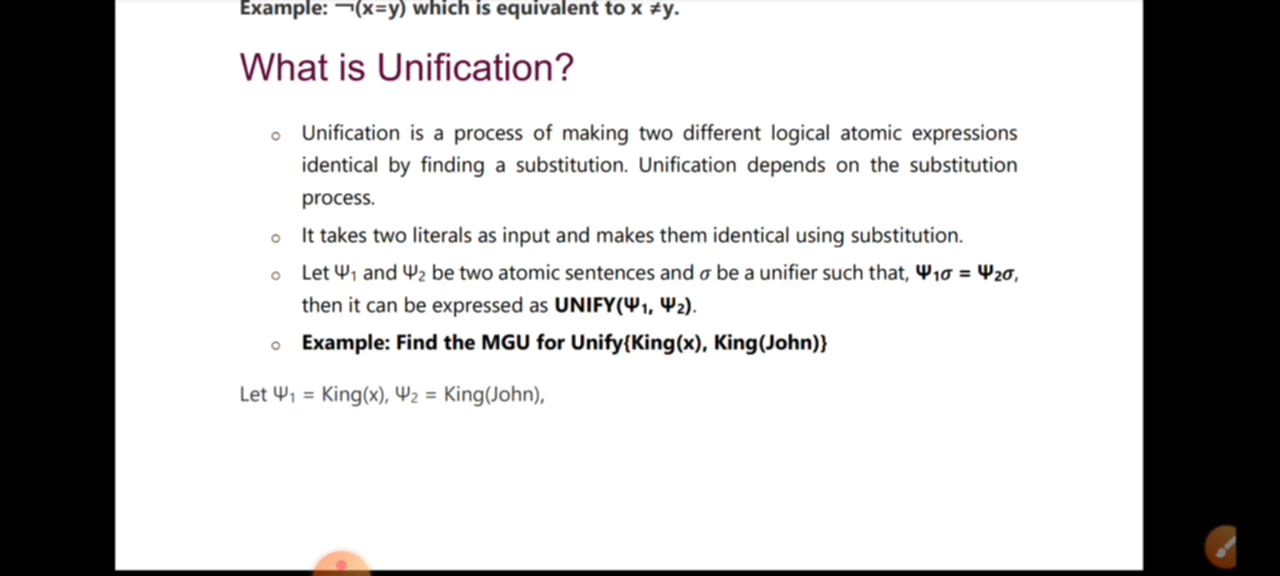 Example: ¬(x=y) which is equivalent to x ≠y.
What is Unification?
○ Unification is a process of making two different logical atomic expressions
identical by finding a substitution. Unification depends on the substitution
process.
○ It takes two literals as input and makes them identical using substitution.
○ Let Ψ₁ and Ψ₂ be two atomic sentences and σ be a unifier such that, Ψ₁σ = Ψ₂σ,
then it can be expressed as UNIFY(Ψ₁, Ψ₂).
○ Example: Find the MGU for Unify{King(x), King(John)}
Let Ψ₁ = King(x), Ψ₂ = King(John),